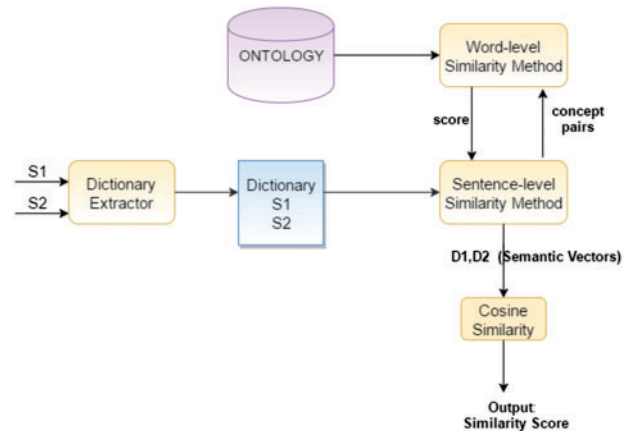 ONTOLOGY
Word-level
Similarity Method
score
concept
pairs
S1
S2
Dictionary
Extractor
Dictionary
S1
S2
Sentence-level
Similarity Method
D1,D2 (Semantic Vectors)
Cosine
Similarity
Output:
Similarity Score